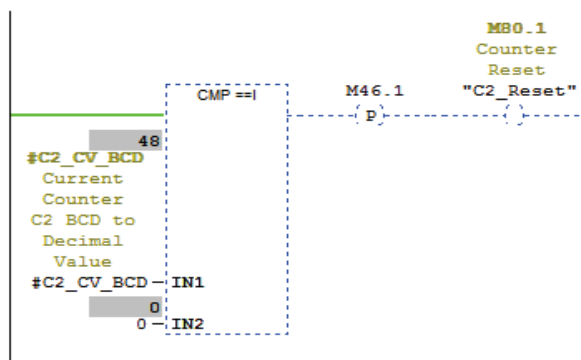 M80.1
Counter
Reset
CMP ==I M46.1 "C2_Reset"
P
48
#C2_CV_BCD
Current
Counter
C2 BCD to
Decimal
Value
#C2_CV_BCD IN1
0
0 IN2